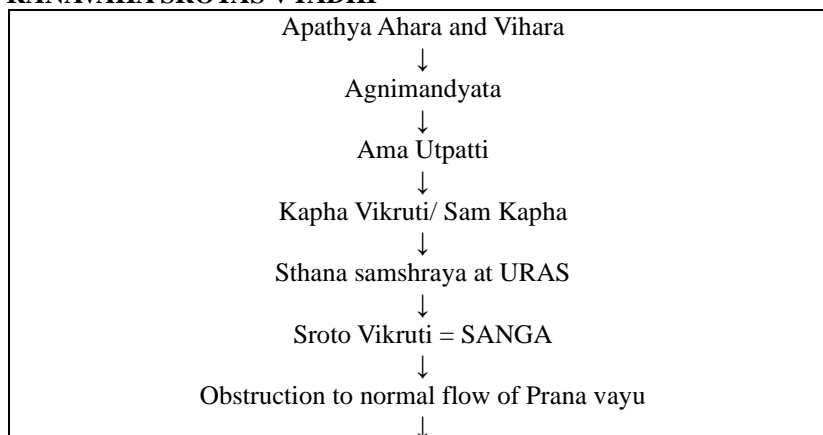 Apathya Ahara and Vihara
↓
Agnimandyata
↓
Ama Utpatti
↓
Kapha Vikruti/ Sam Kapha
↓
Sthana samshraya at URAS
↓
Sroto Vikruti = SANGA
↓
Obstruction to normal flow of Prana vayu
↓